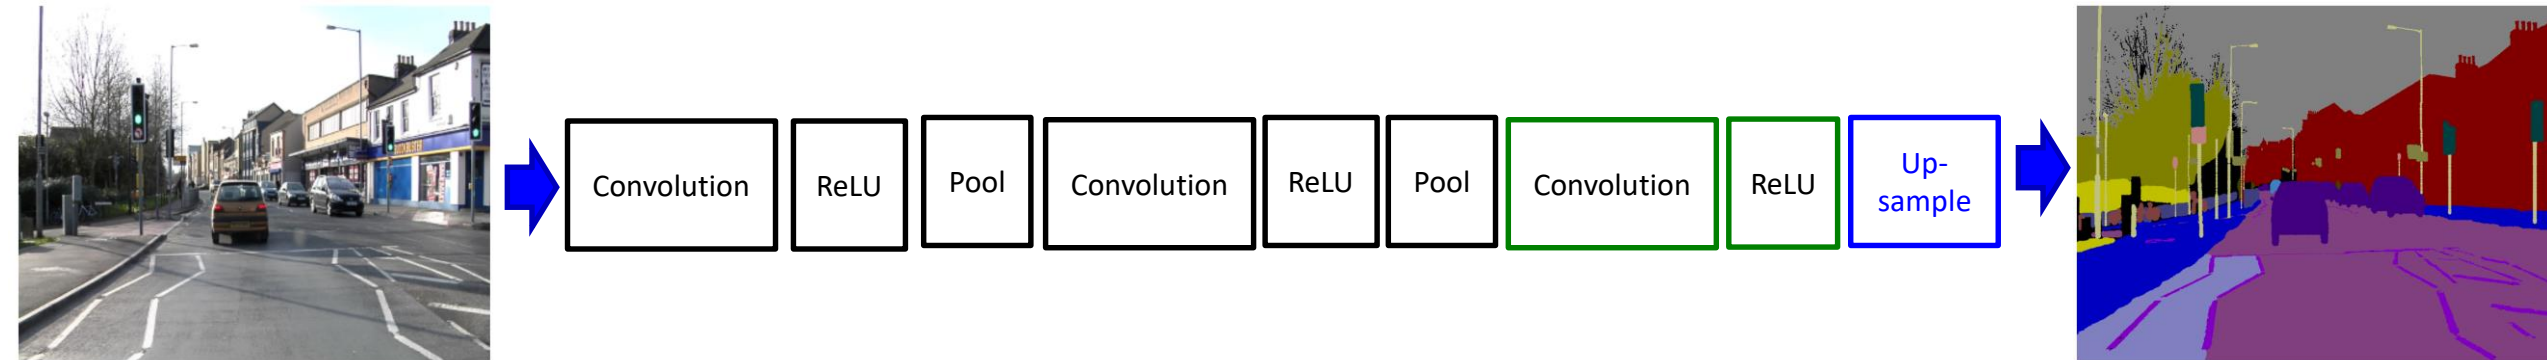 Convolution
ReLU
Pool
Convolution
ReLU
Pool
Convolution
ReLU
Up-
sample